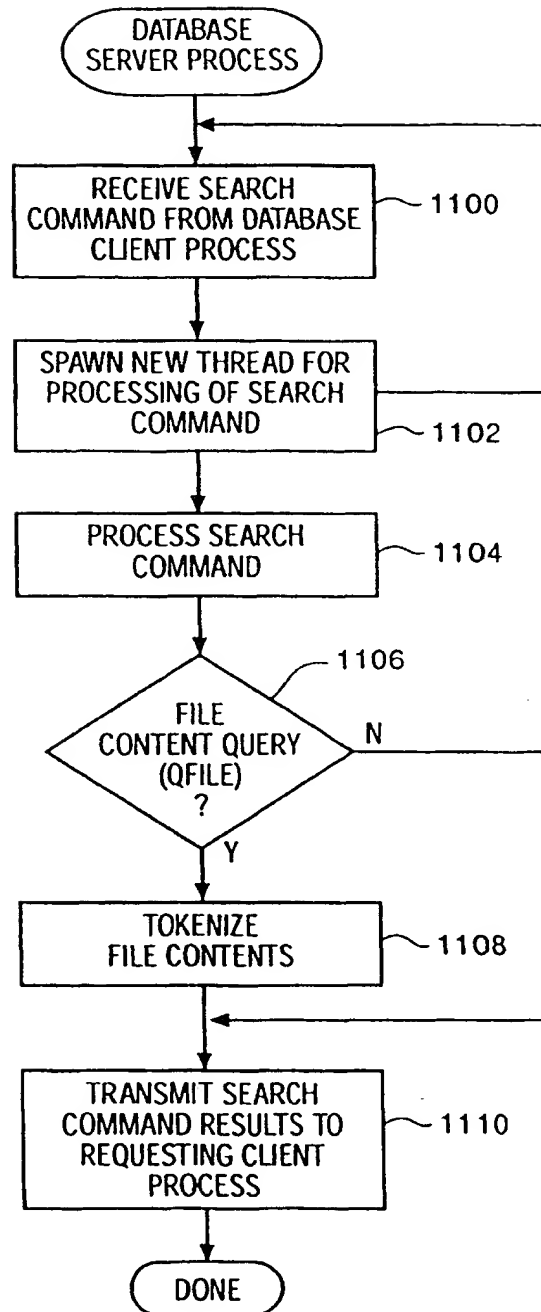 DATABASE
SERVER PROCESS
RECEIVE SEARCH
COMMAND FROM DATABASE
CLIENT PROCESS
1100
SPAWN NEW THREAD FOR
PROCESSING OF SEARCH
COMMAND
1102
PROCESS SEARCH
COMMAND
1104
1106
FILE
CONTENT QUERY
(QFILE)
?
N
Y
TOKENIZE
FILE CONTENTS
1108
TRANSMIT SEARCH
COMMAND RESULTS TO
REQUESTING CLIENT
PROCESS
1110
DONE